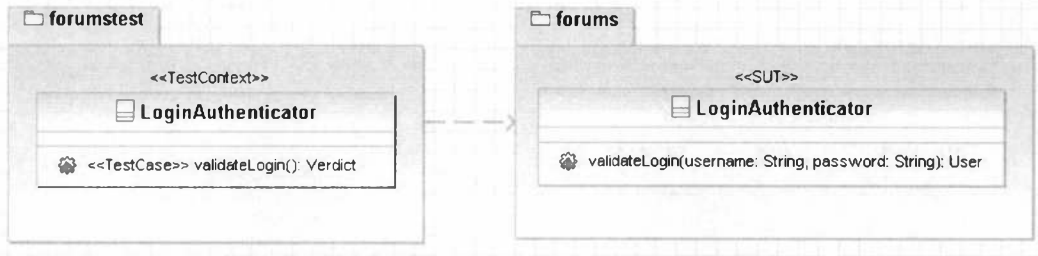 forumstest
<<TestContext>>
LoginAuthenticator
<<TestCase>> validateLogin(): Verdict
forums
<<SUT>>
LoginAuthenticator
validateLogin(username: String, password: String): User